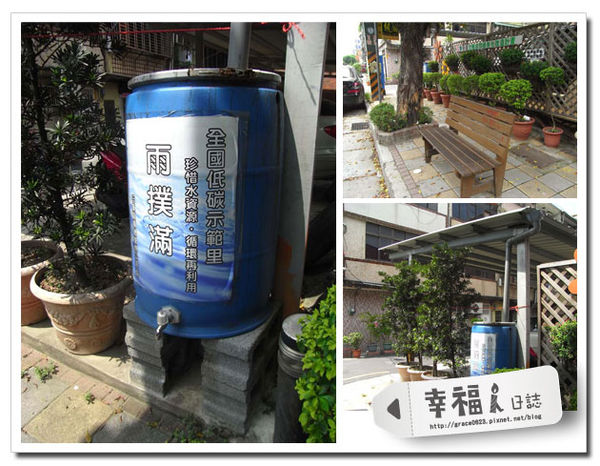 全國低碳示範里
珍惜水資源·循環再利用
雨撲滿
幸福日誌
http://grace0623.pixnet.net/blog